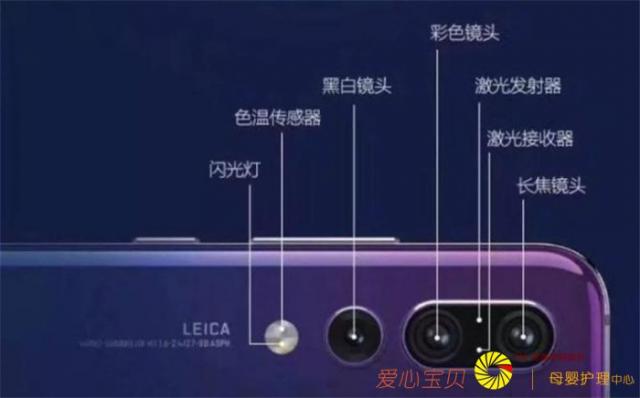 彩色镜头
黑白镜头
激光发射器
色温传感器
激光接收器
闪光灯
长焦镜头
LEICA
爱心宝贝
母婴护理中心